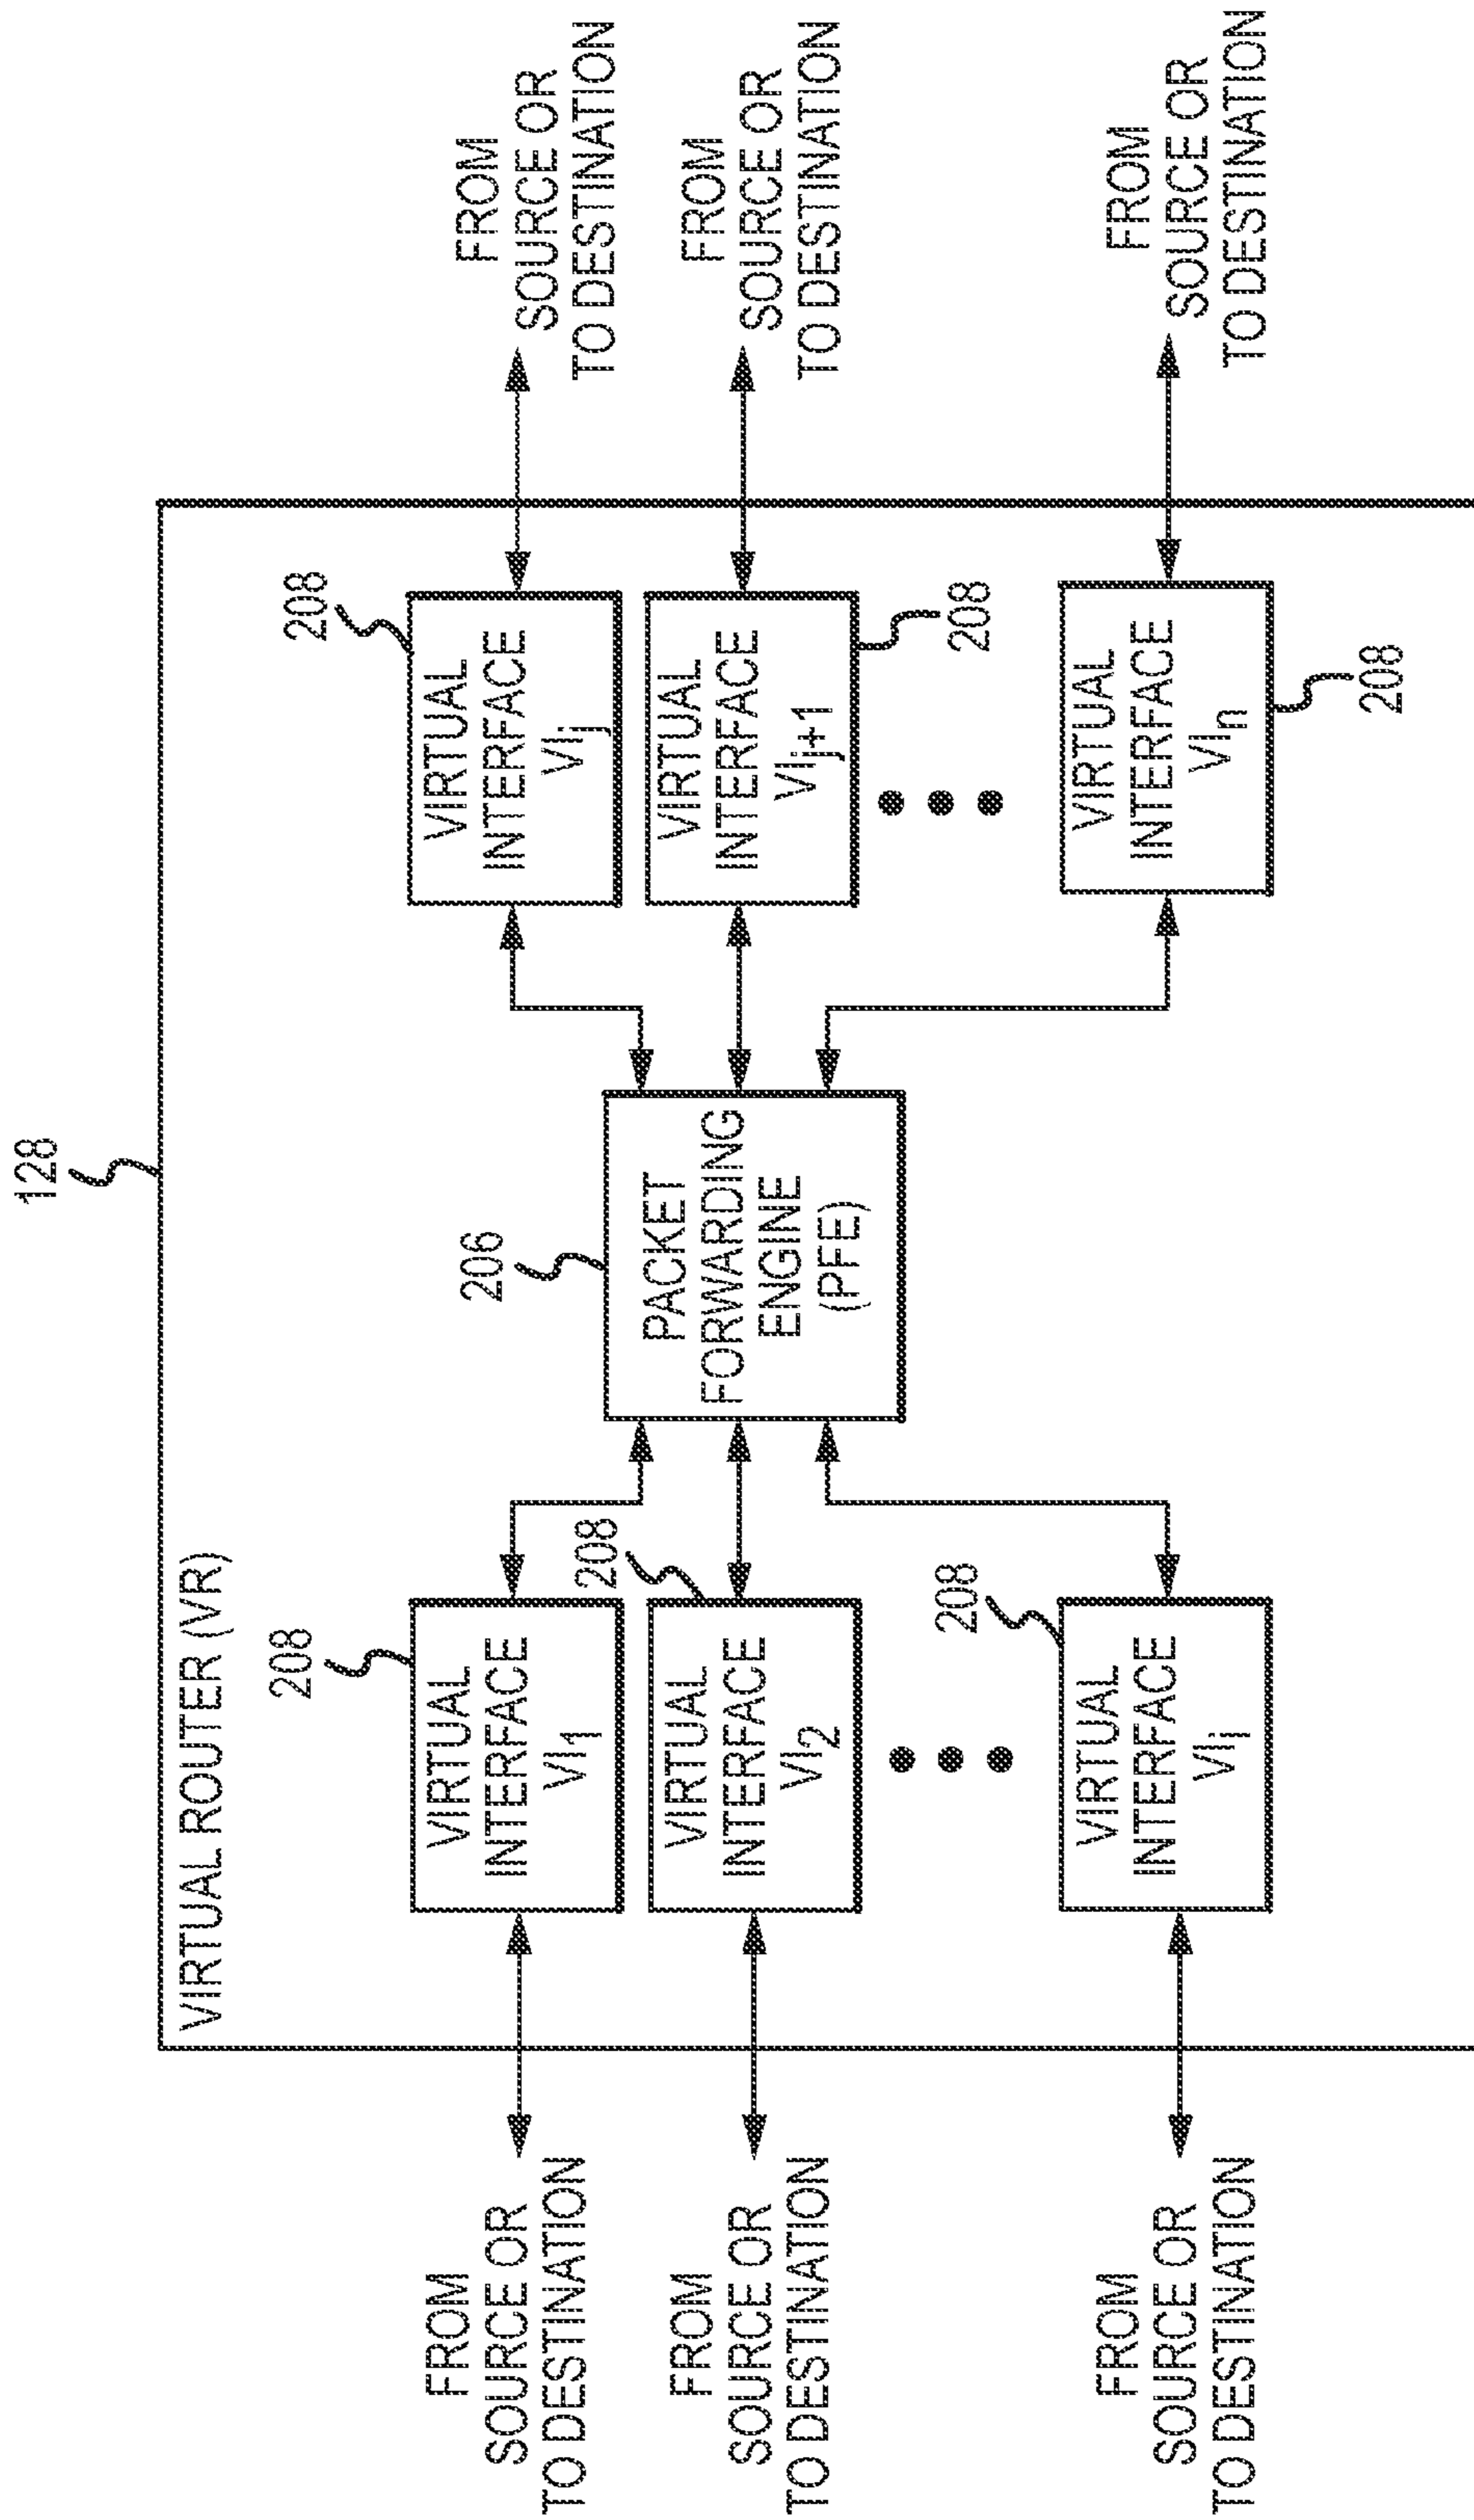 128
VIRTUAL ROUTER (VR)
208
VIRTUAL
INTERFACE
VI1
208
VIRTUAL
INTERFACE
VI2
208
VIRTUAL
INTERFACE
VIi
FROM
SOURCE OR
TO DESTINATION
FROM
SOURCE OR
TO DESTINATION
FROM
SOURCE OR
TO DESTINATION
206
PACKET
FORWARDING
ENGINE
(PFE)
208
VIRTUAL
INTERFACE
VIj
VIRTUAL
INTERFACE
VIj+1
208
VIRTUAL
INTERFACE
VIn
208
FROM
SOURCE OR
TO DESTINATION
FROM
SOURCE OR
TO DESTINATION
FROM
SOURCE OR
TO DESTINATION